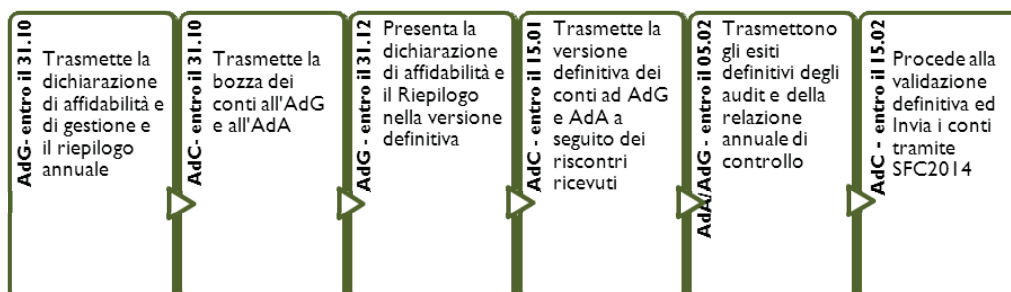 AdG- entro il 31.10
Trasmette la
dichiarazione
di affidabilità e
di gestione e
il riepilogo
annuale
AdC- entro il 31.10
Trasmette la
bozza dei
conti all'AdG
e all'AdA
AdG - entro il 31.12
Presenta la
dichiarazione
di affidabilità e
il Riepilogo
nella versione
definitiva
AdC - entro il 15.01
Trasmette la
versione
definitiva dei
conti ad AdG
e AdA a
seguito dei
riscontri
ricevuti
AdA/AdG - entro il 05.02
Trasmettono
gli esiti
definitivi degli
audit e della
relazione
annuale di
controllo
AdC - entro il 15.02
Procede alla
validazione
definitiva ed
Invia i conti
tramite
SFC2014